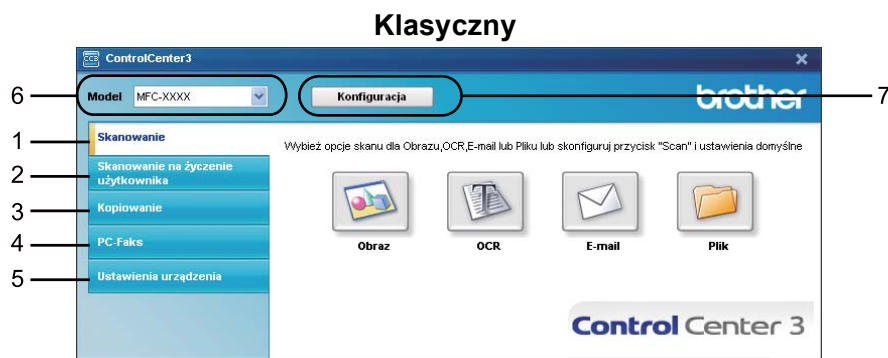 Klasyczny
ControlCenter3
6
Model MFC-XXXX
Konfiguracja
brother
7
1
Skanowanie
Wybież opcje skanu dla Obrazu,OCR,E-mail lub Pliku lub skonfiguruj przycisk "Scan" i ustawienia domyślne
2
Skanowanie na życzenie
użytkownika
3
Kopiowanie
4
PC-Faks
Obraz
OCR
E-mail
Plik
5
Ustawienia urządzenia
Control Center 3